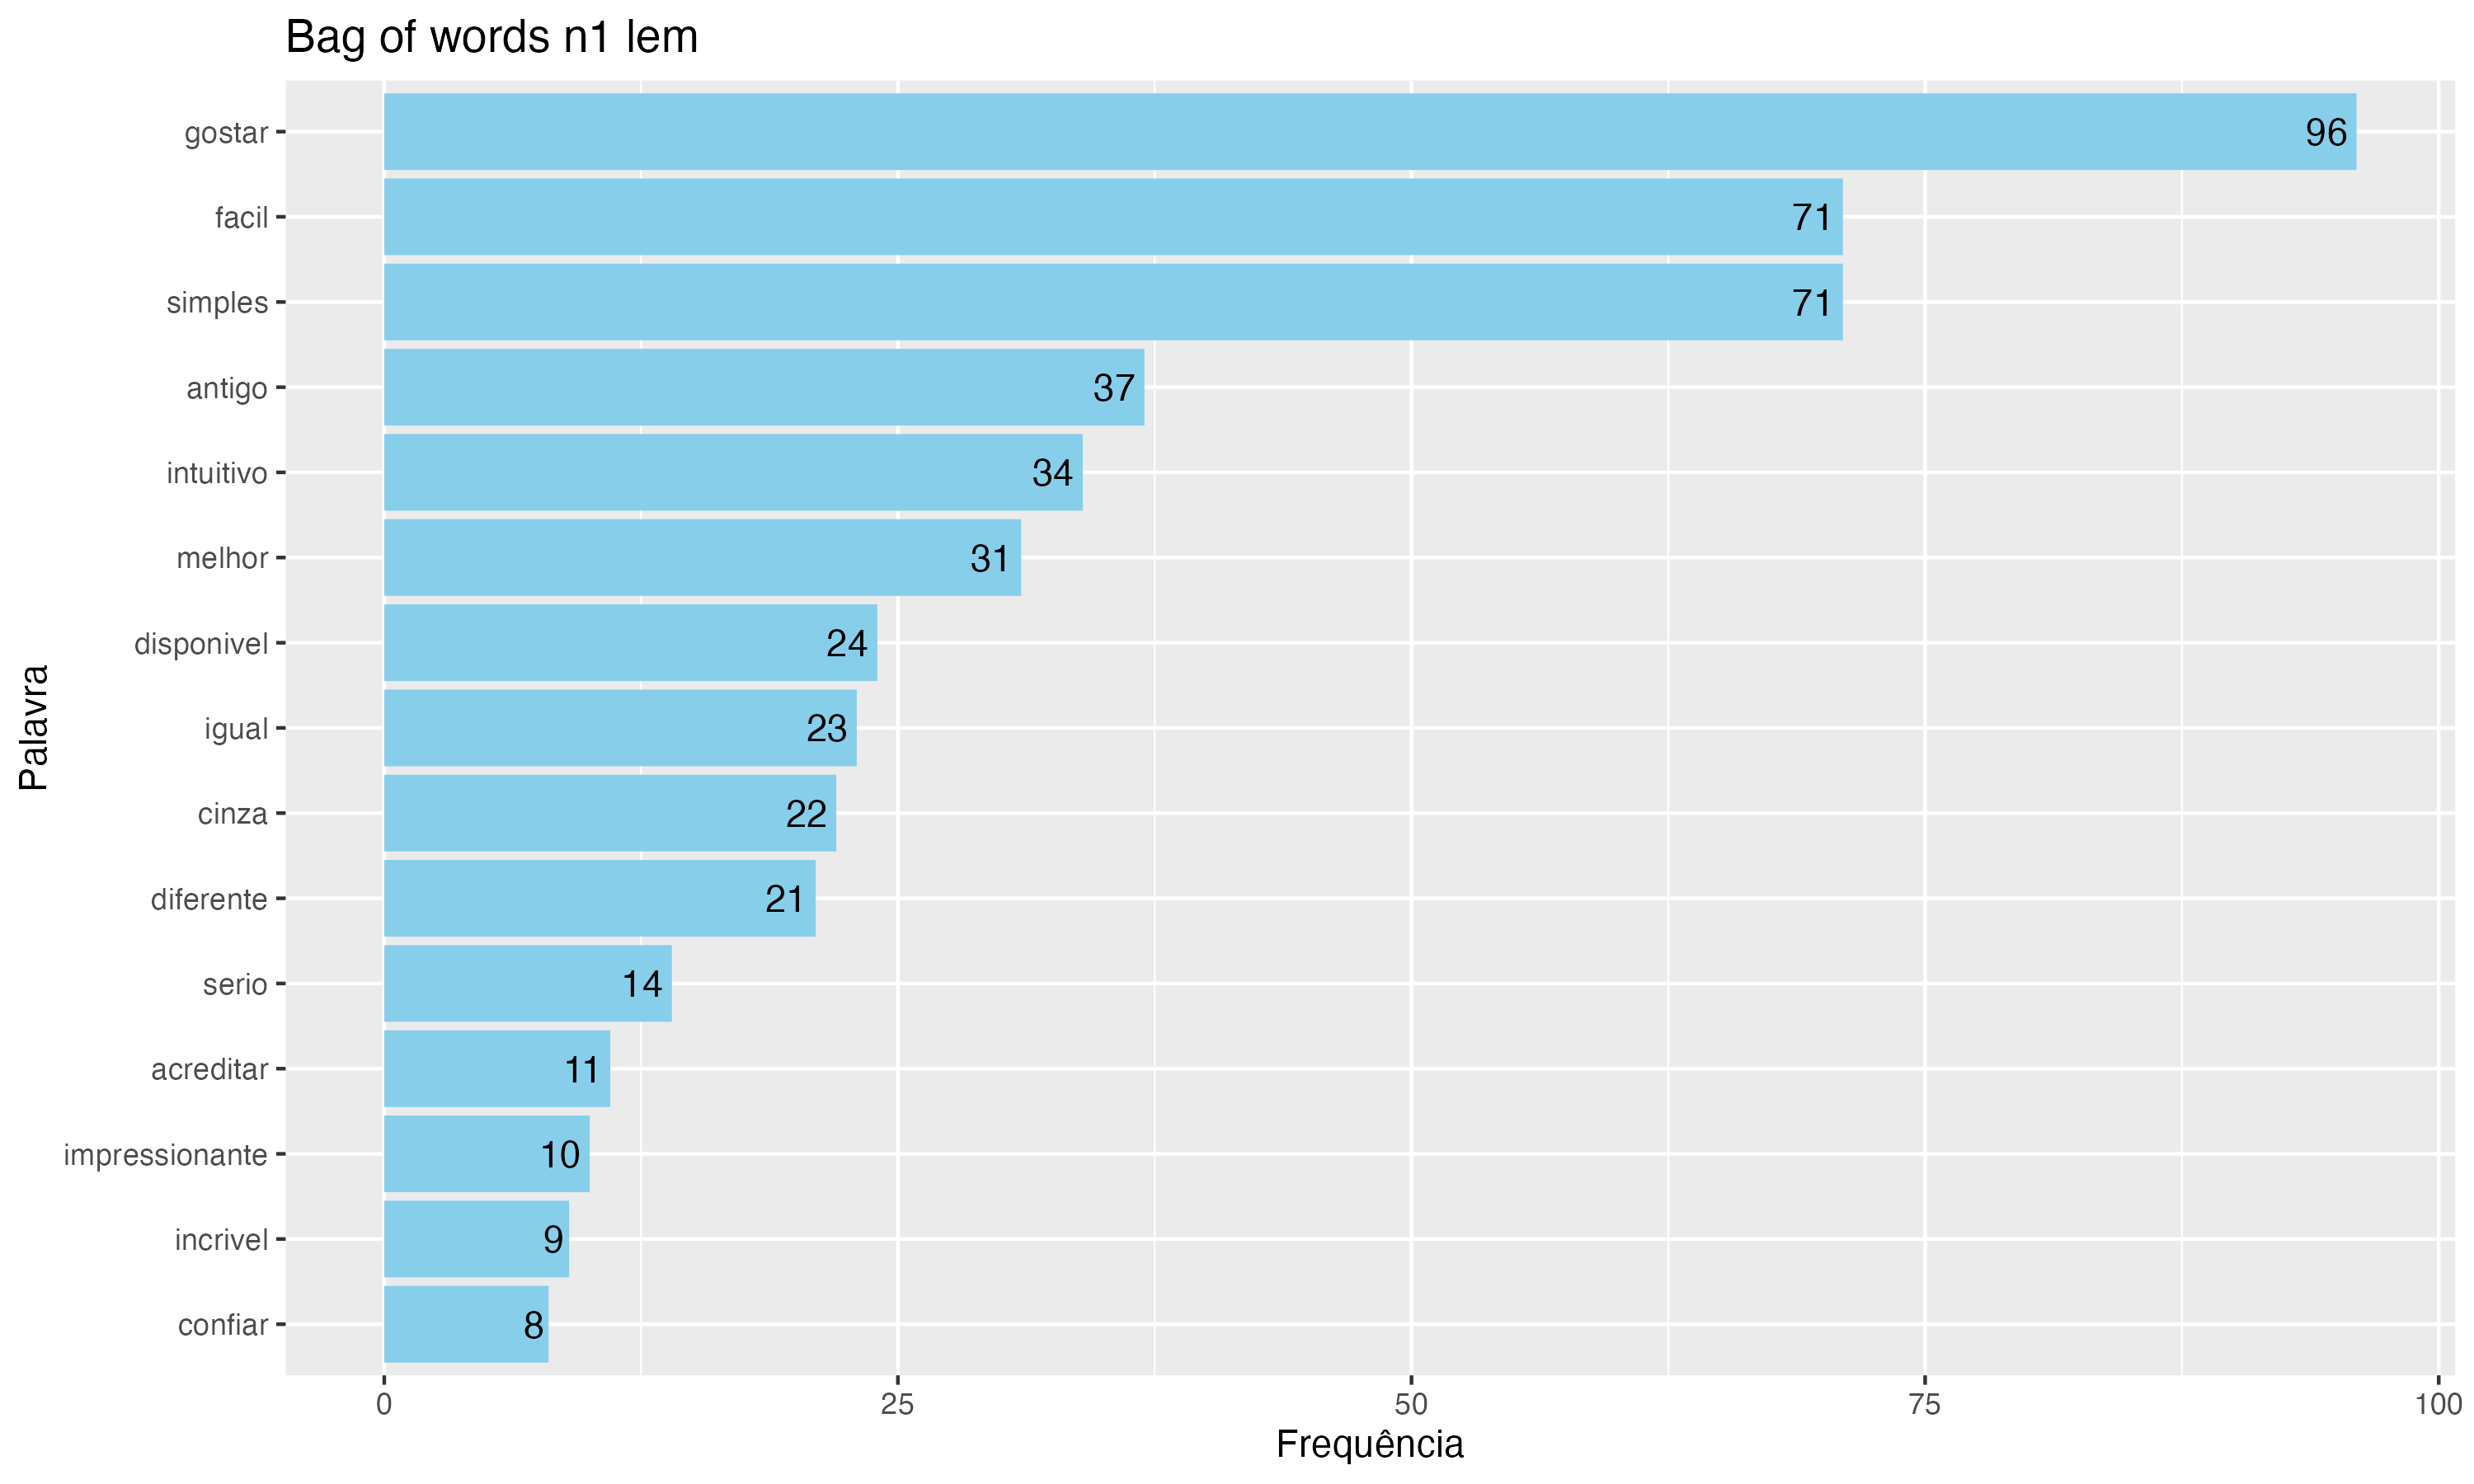 Bag of words n1 lem
Palavra
gostar 96
facil 71
simples 71
antigo 37
intuitivo 34
melhor 31
disponivel 24
igual 23
cinza 22
diferente 21
serio 14
acreditar 11
impressionante 10
incrivel 9
confiar 8
0 25 50 75 100
Frequência